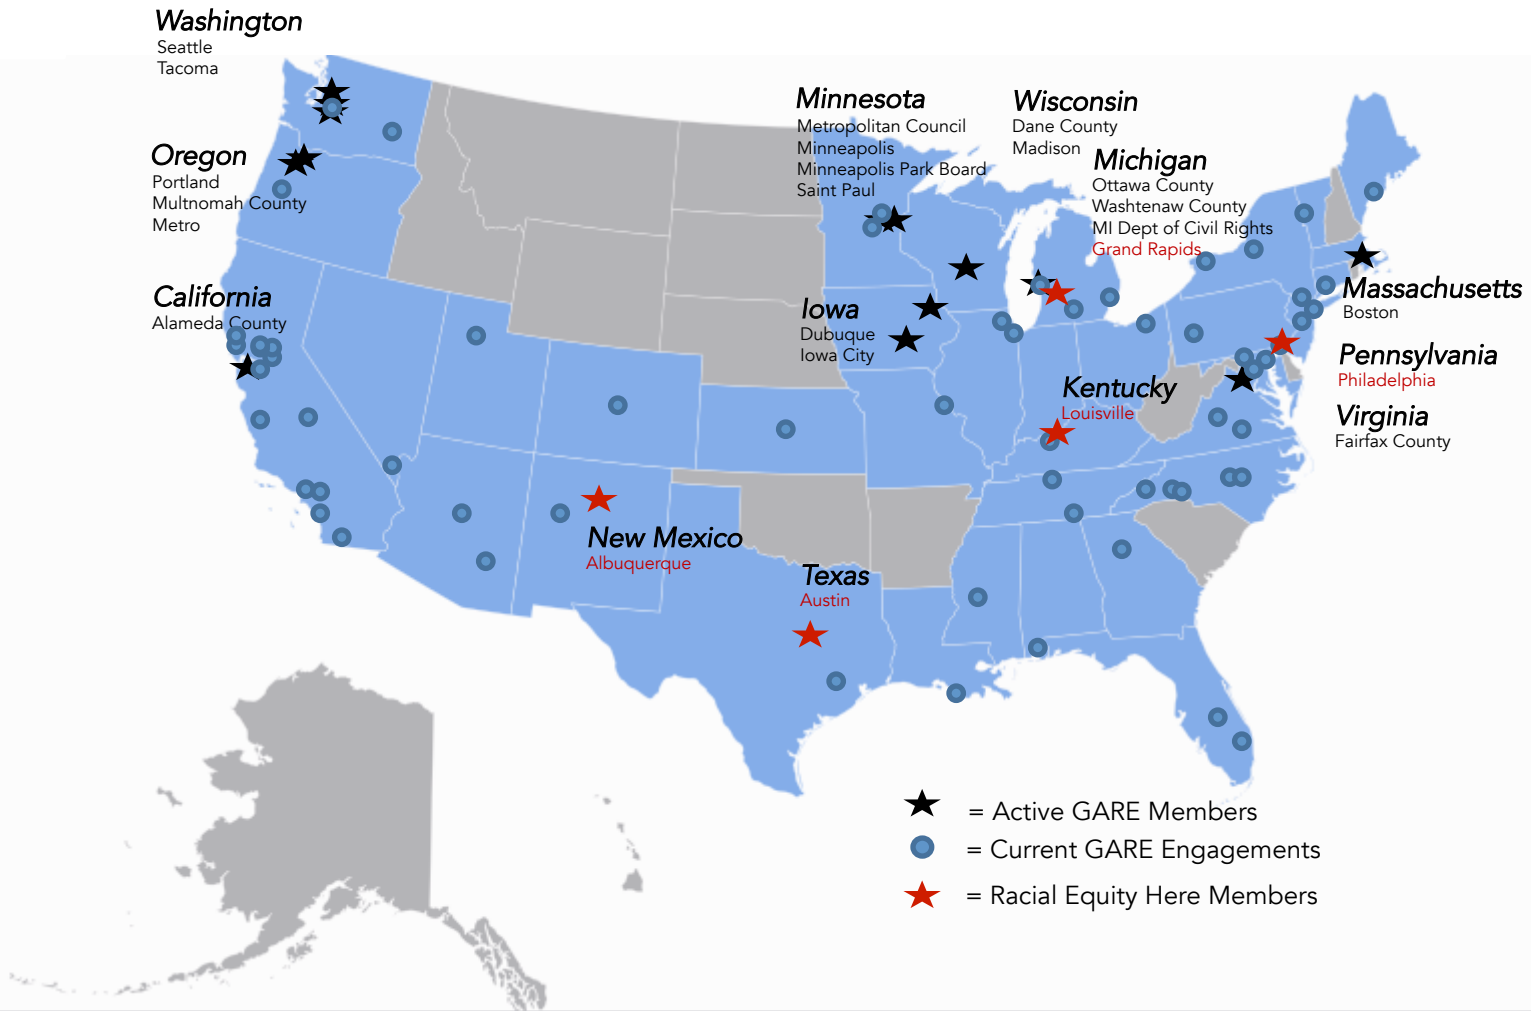 Washington
Seattle
Tacoma
Oregon
Portland
Multnomah County
Metro
California
Alameda County
Minnesota
Metropolitan Council
Minneapolis
Minneapolis Park Board
Saint Paul
Wisconsin
Dane County
Madison
Michigan
Ottawa County
Washtenaw County
MI Dept of Civil Rights
Grand Rapids
Iowa
Dubuque
Iowa City
Massachusetts
Boston
Pennsylvania
Philadelphia
Kentucky
Louisville
Virginia
Fairfax County
New Mexico
Albuquerque
Texas
Austin
= Active GARE Members
= Current GARE Engagements
= Racial Equity Here Members